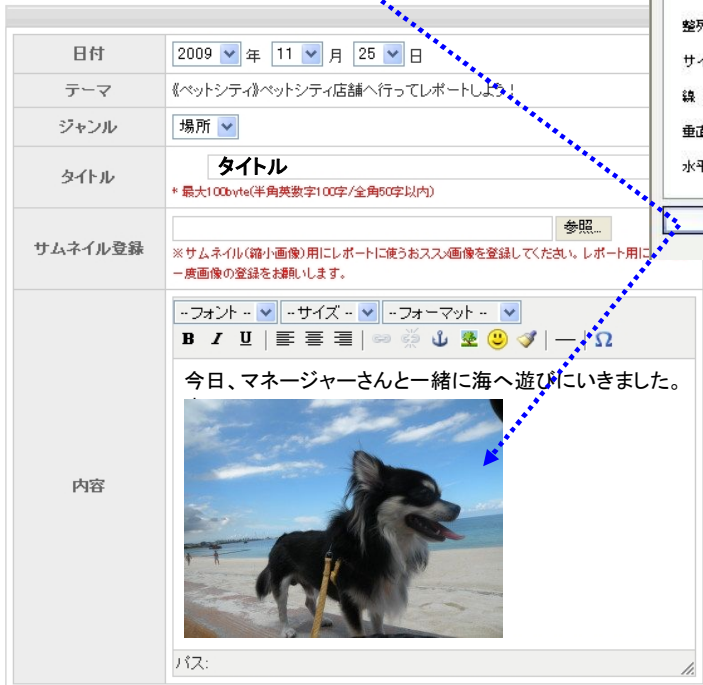 整列
サイ
線
垂直
水平
日付 2009 年 11 月 25 日
テーマ 《ペットシティ》ペットシティ店舗へ行ってレポートしよう!
ジャンル 場所
タイトル タイトル
* 最大100byte(半角英数字100字/全角50字以内)
サムネイル登録 参照...
※サムネイル(縮小画像)用にレポートに使うおススメ画像を登録してください。レポート用に
一度画像の登録をお願いします。
内容
--フォント-- --サイズ-- --フォーマット--
B I U Ω
今日、マネージャーさんと一緒に海へ遊びにいきました。
パス: